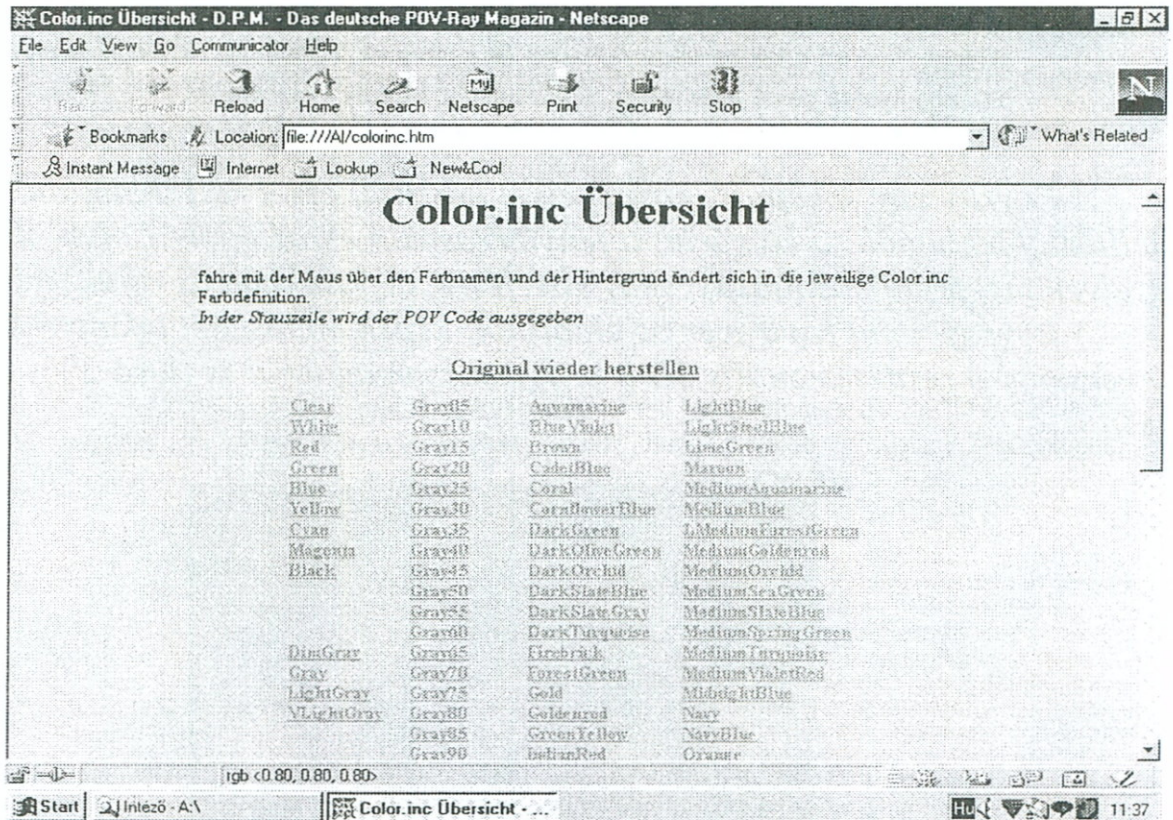 Color.inc Übersicht - D.P.M. - Das deutsche POV-Ray Magazin - Netscape
File Edit View Go Communicator Help
My
N
Back Forward Reload Home Search Netscape Print Security Stop
Bookmarks Location: file:///A|/colorinc.htm What's Related
Instant Message Internet Lookup New&Cool
Color.inc Übersicht
fahre mit der Maus über den Farbnamen und der Hintergrund ändert sich in die jeweilige Color.inc
Farbdefinition.
In der Stauszeile wird der POV Code ausgegeben
Original wieder herstellen
Clear Gray05 Aquamarine LightBlue
White Gray10 BlueViolet LightSteelBlue
Red Gray15 Brown LimeGreen
Green Gray20 CadetBlue Maroon
Blue Gray25 Coral MediumAquamarine
Yellow Gray30 CornflowerBlue MediumBlue
Cyan Gray35 DarkGreen LMediumForestGreen
Magenta Gray40 DarkOliveGreen MediumGoldenrod
Black Gray45 DarkOrchid MediumOrchid
Gray50 DarkSlateBlue MediumSeaGreen
Gray55 DarkSlateGray MediumSlateBlue
Gray60 DarkTurquoise MediumSpringGreen
DimGray Gray65 Firebrick MediumTurquoise
Gray Gray70 ForestGreen MediumVioletRed
LightGray Gray75 Gold MidnightBlue
VLightGray Gray80 Goldenrod Navy
Gray85 GreenYellow NavyBlue
Gray90 IndianRed Orange
rgb <0.80, 0.80, 0.80>
Start Intéző - A:\ Color.inc Übersicht - ... Hu 11:37